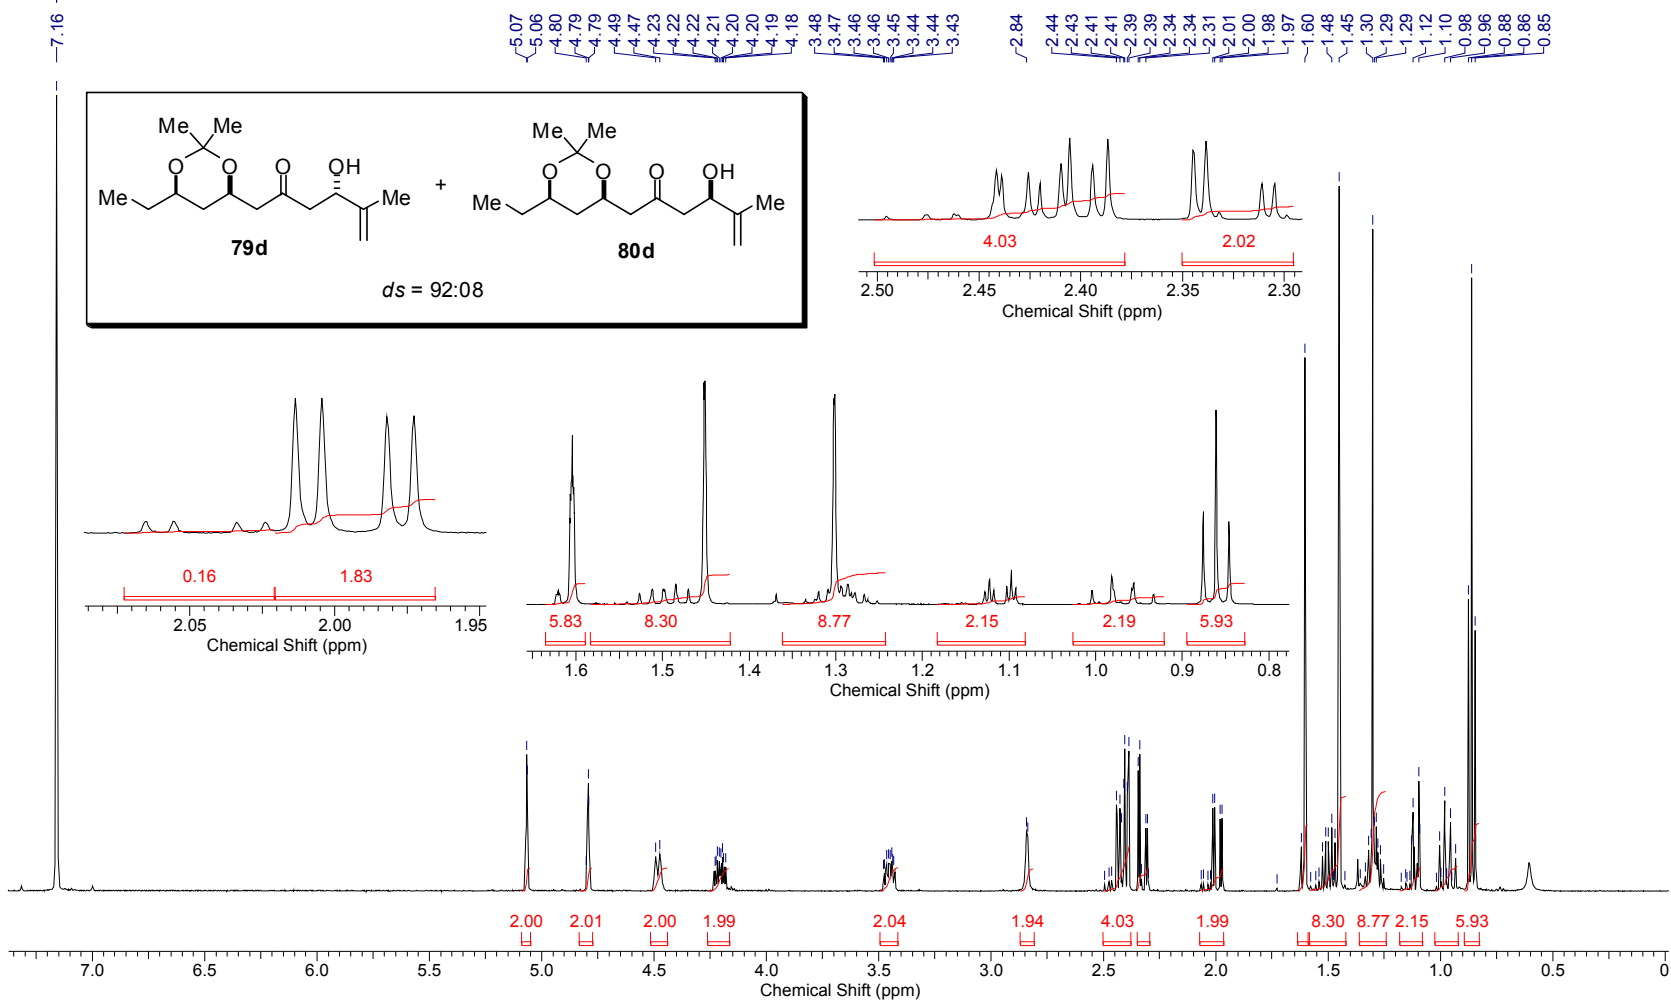 7.16
5.07
5.06
4.80
4.79
4.79
4.49
4.47
4.23
4.22
4.22
4.21
4.20
4.20
4.19
4.18
3.48
3.47
3.46
3.46
3.45
3.44
3.44
3.43
2.84
2.44
2.43
2.41
2.41
2.39
2.39
2.34
2.34
2.31
2.01
2.00
1.98
1.97
1.60
1.48
1.45
1.30
1.29
1.29
1.12
1.10
0.98
0.96
0.88
0.86
0.85
Me Me
O O O OH
Me Me
79d
+
Me Me
O O O OH
Me Me
80d
ds = 92:08
4.03 2.02
2.50 2.45 2.40 2.35 2.30
Chemical Shift (ppm)
0.16 1.83
2.05 2.00 1.95
Chemical Shift (ppm)
5.83 8.30 8.77 2.15 2.19 5.93
1.6 1.5 1.4 1.3 1.2 1.1 1.0 0.9 0.8
Chemical Shift (ppm)
2.00 2.01 2.00 1.99 2.04 1.94 4.03 1.99 8.30 8.77 2.15 5.93
7.0 6.5 6.0 5.5 5.0 4.5 4.0 3.5 3.0 2.5 2.0 1.5 1.0 0.5 0
Chemical Shift (ppm)